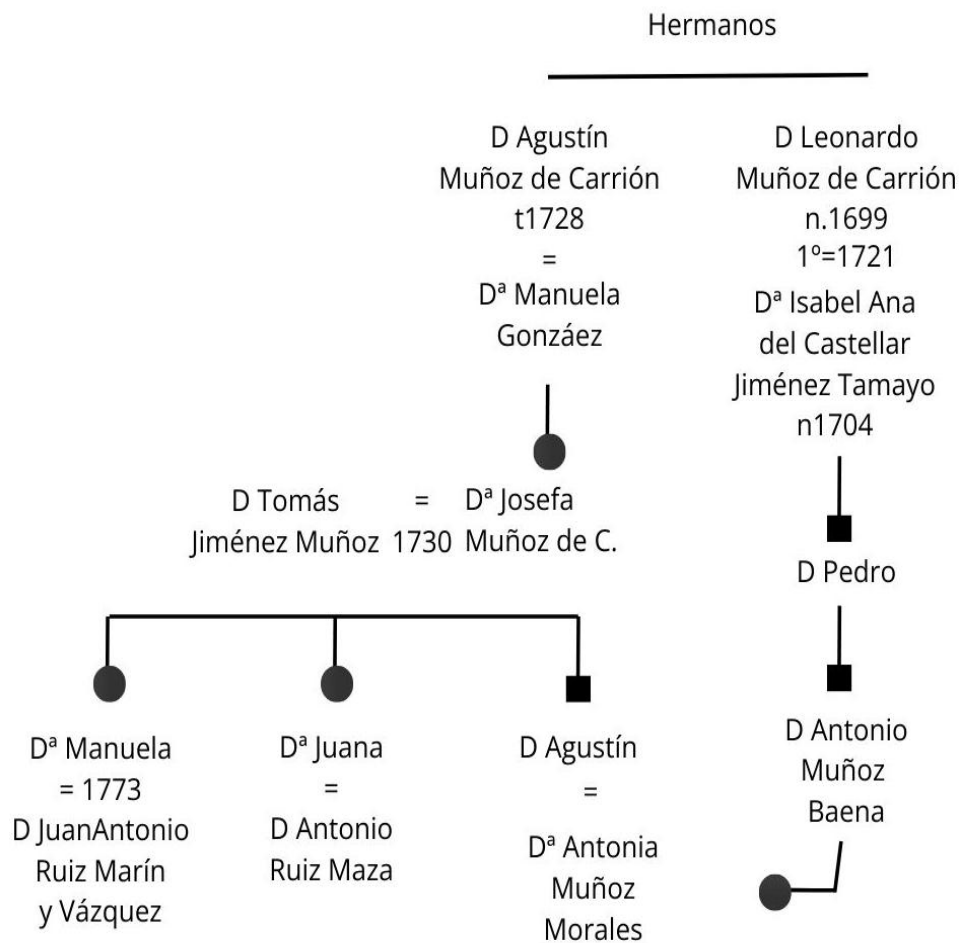 Hermanos
D Agustín
Muñoz de Carrión
t1728
=
Dª Manuela
Gonzáez
D Leonardo
Muñoz de Carrión
n.1699
1º=1721
Dª Isabel Ana
del Castellar
Jiménez Tamayo
n1704
D Tomás = Dª Josefa
Jiménez Muñoz 1730 Muñoz de C.
D Pedro
Dª Manuela
= 1773
D JuanAntonio
Ruiz Marín
y Vázquez
Dª Juana
=
D Antonio
Ruiz Maza
D Agustín
=
Dª Antonia
Muñoz
Morales
D Antonio
Muñoz
Baena